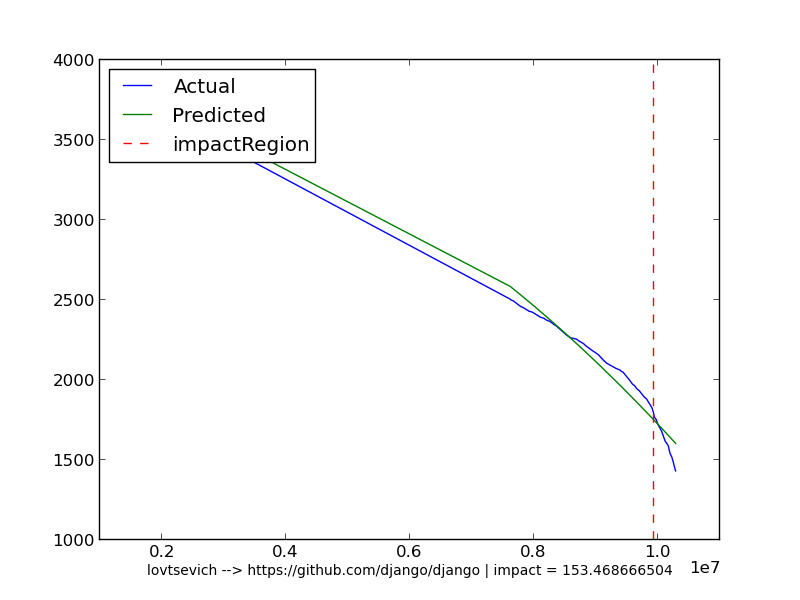 4000
3500
3000
2500
2000
1500
1000
Actual
Predicted
impactRegion
0.2 0.4 0.6 0.8 1.0
1e7
lovtsevich --> https://github.com/django/django | impact = 153.468666504